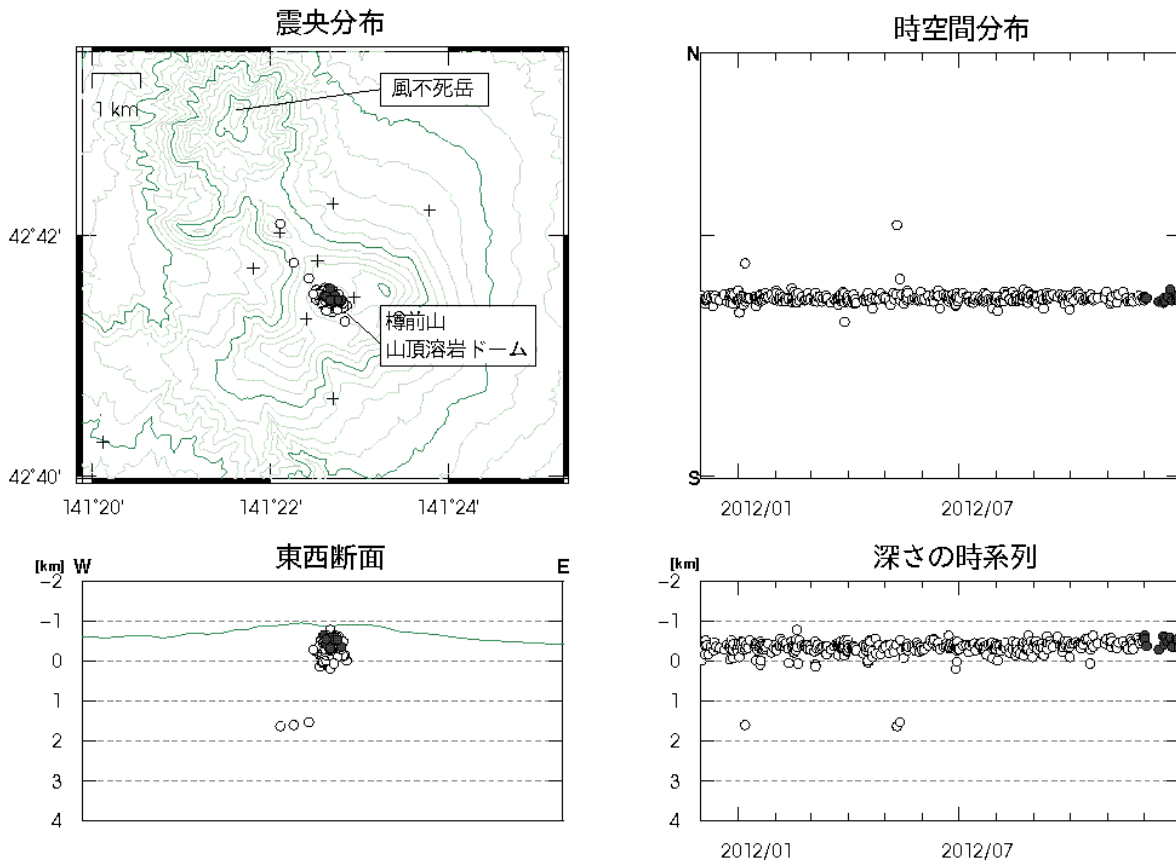 震央分布
1 km
風不死岳
樽前山
山頂溶岩ドーム
42°42'
42°40'
141°20'
141°22'
141°24'
時空間分布
N
S
2012/01
2012/07
東西断面
[km]
W
E
−2
−1
0
1
2
3
4
深さの時系列
[km]
−2
−1
0
1
2
3
4
2012/01
2012/07